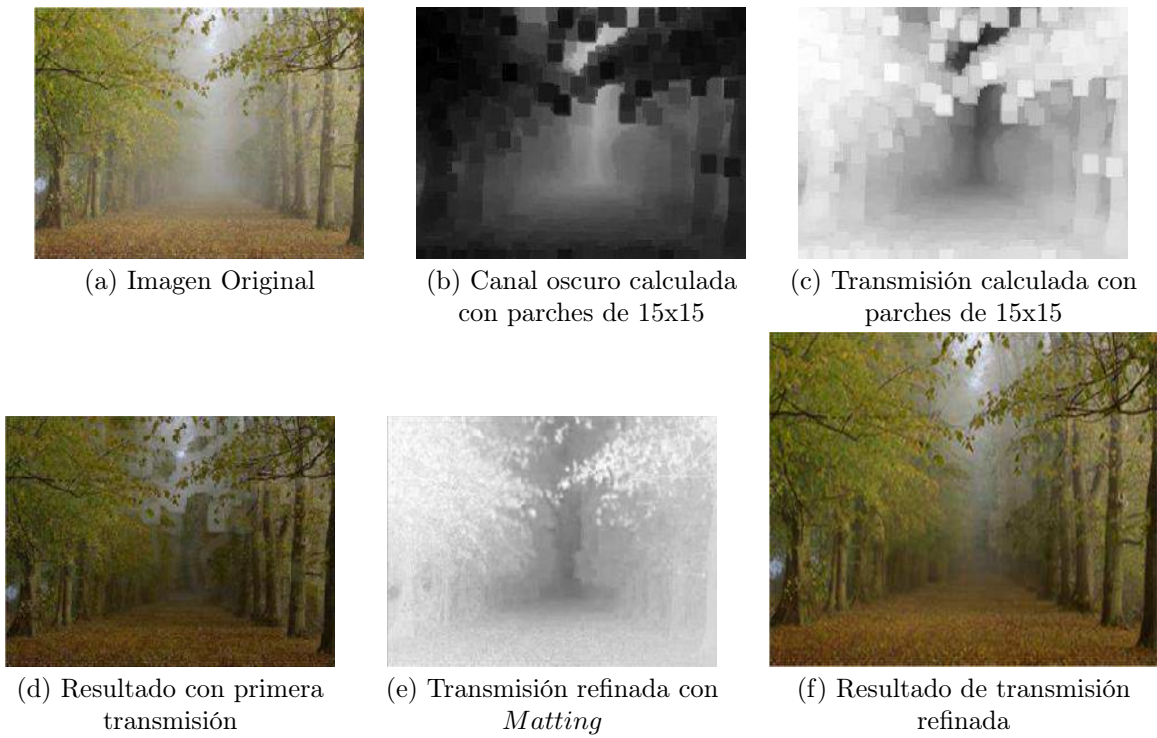 (a) Imagen Original
(b) Canal oscuro calculada
con parches de 15x15
(c) Transmisión calculada con
parches de 15x15
(d) Resultado con primera
transmisión
(e) Transmisión refinada con
Matting
(f) Resultado de transmisión
refinada